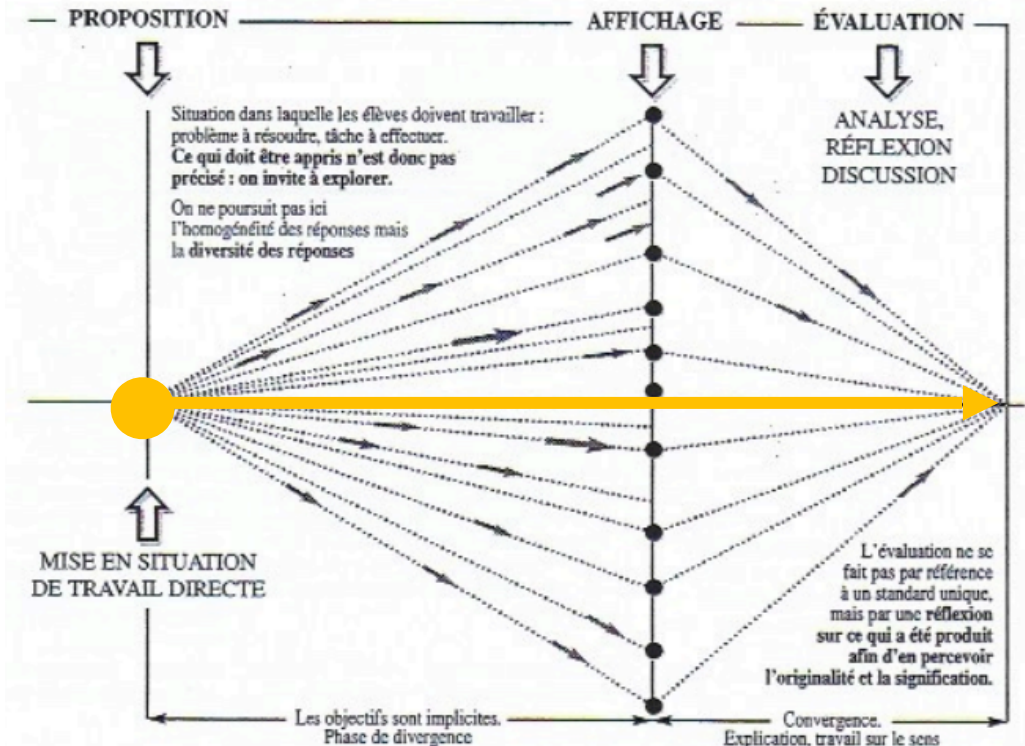 PROPOSITION
AFFICHAGE
ÉVALUATION
Situation dans laquelle les élèves doivent travailler :
problème à résoudre, tâche à effectuer.
Ce qui doit être appris n'est donc pas
précisé : on invite à explorer.
On ne poursuit pas ici
l'homogénéité des réponses mais
la diversité des réponses
ANALYSE,
RÉFLEXION
DISCUSSION
MISE EN SITUATION
DE TRAVAIL DIRECTE
L'évaluation ne se
fait pas par référence
à un standard unique,
mais par une réflexion
sur ce qui a été produit
afin d'en percevoir
l'originalité et la signification.
Les objectifs sont implicites.
Phase de divergence
Convergence.
Explication, travail sur le sens